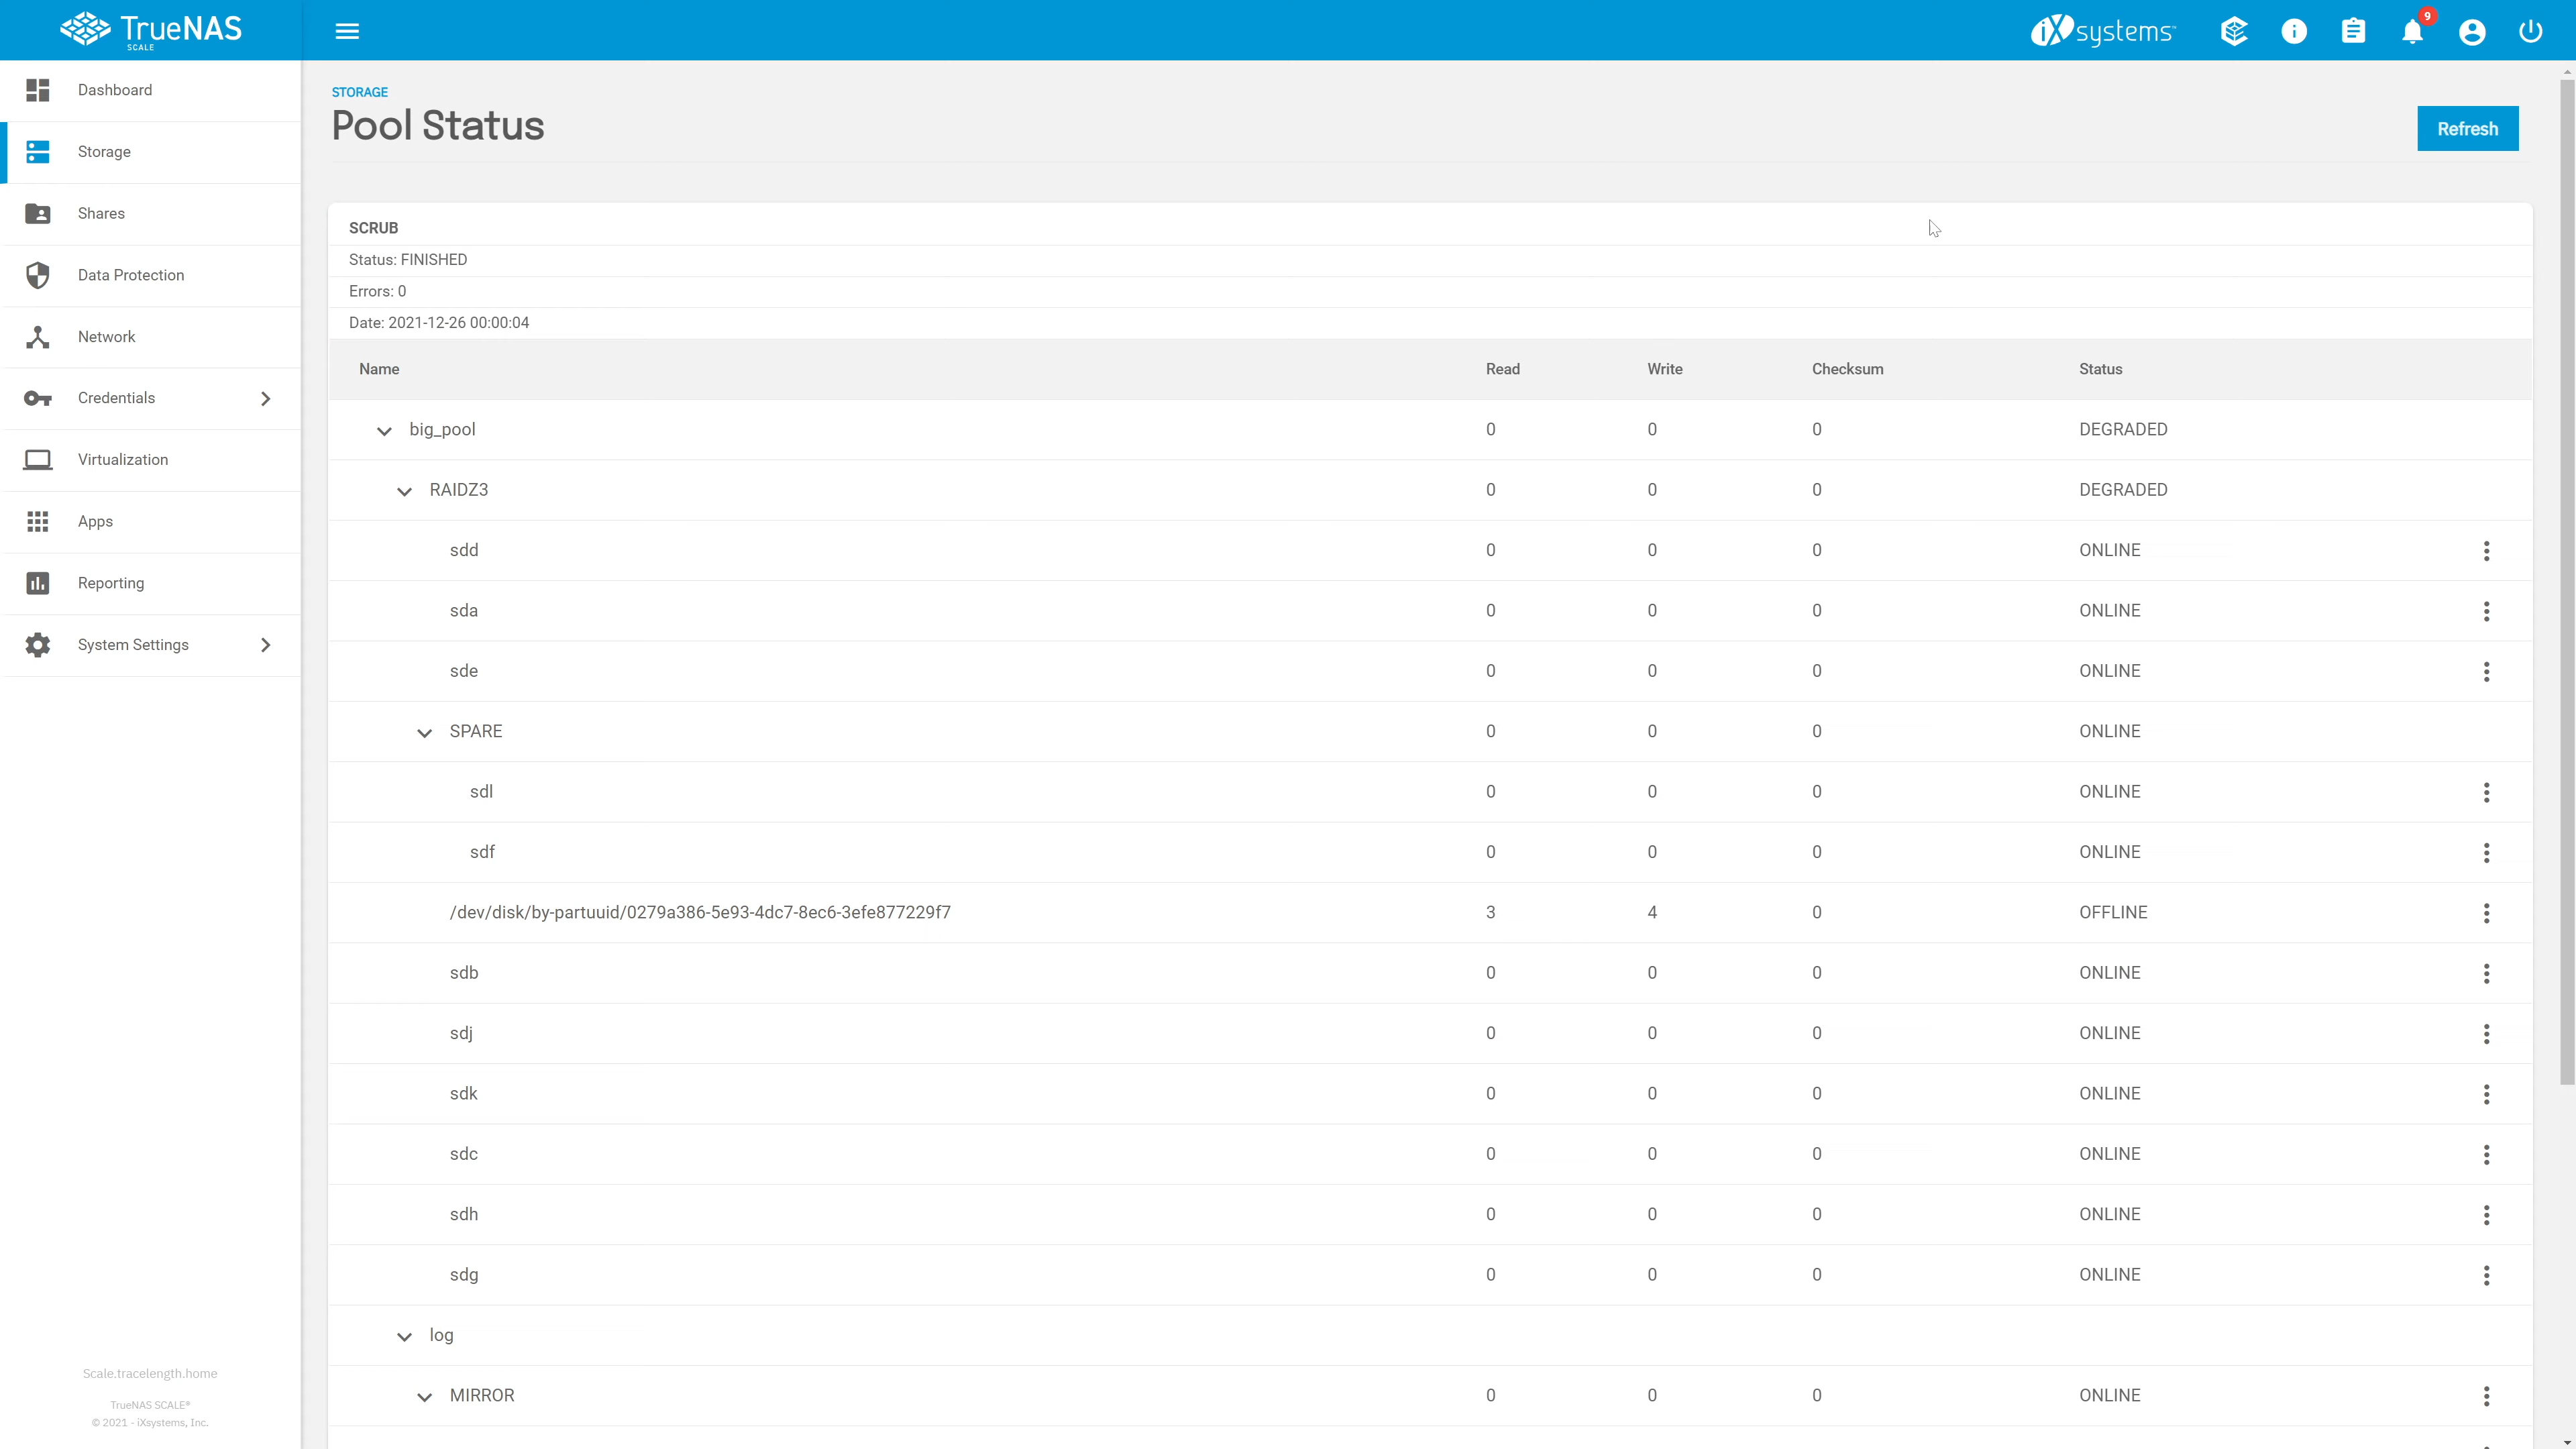 TrueNAS
SCALE
iXsystems™
9
Dashboard
Storage
Shares
Data Protection
Network
Credentials
Virtualization
Apps
Reporting
System Settings
Scale.tracelength.home
TrueNAS SCALE®
© 2021 - iXsystems, Inc.
STORAGE
Pool Status
Refresh
SCRUB
Status: FINISHED
Errors: 0
Date: 2021-12-26 00:00:04
Name Read Write Checksum Status
big_pool 0 0 0 DEGRADED
RAIDZ3 0 0 0 DEGRADED
sdd 0 0 0 ONLINE
sda 0 0 0 ONLINE
sde 0 0 0 ONLINE
SPARE 0 0 0 ONLINE
sdl 0 0 0 ONLINE
sdf 0 0 0 ONLINE
/dev/disk/by-partuuid/0279a386-5e93-4dc7-8ec6-3efe877229f7 3 4 0 OFFLINE
sdb 0 0 0 ONLINE
sdj 0 0 0 ONLINE
sdk 0 0 0 ONLINE
sdc 0 0 0 ONLINE
sdh 0 0 0 ONLINE
sdg 0 0 0 ONLINE
log
MIRROR 0 0 0 ONLINE